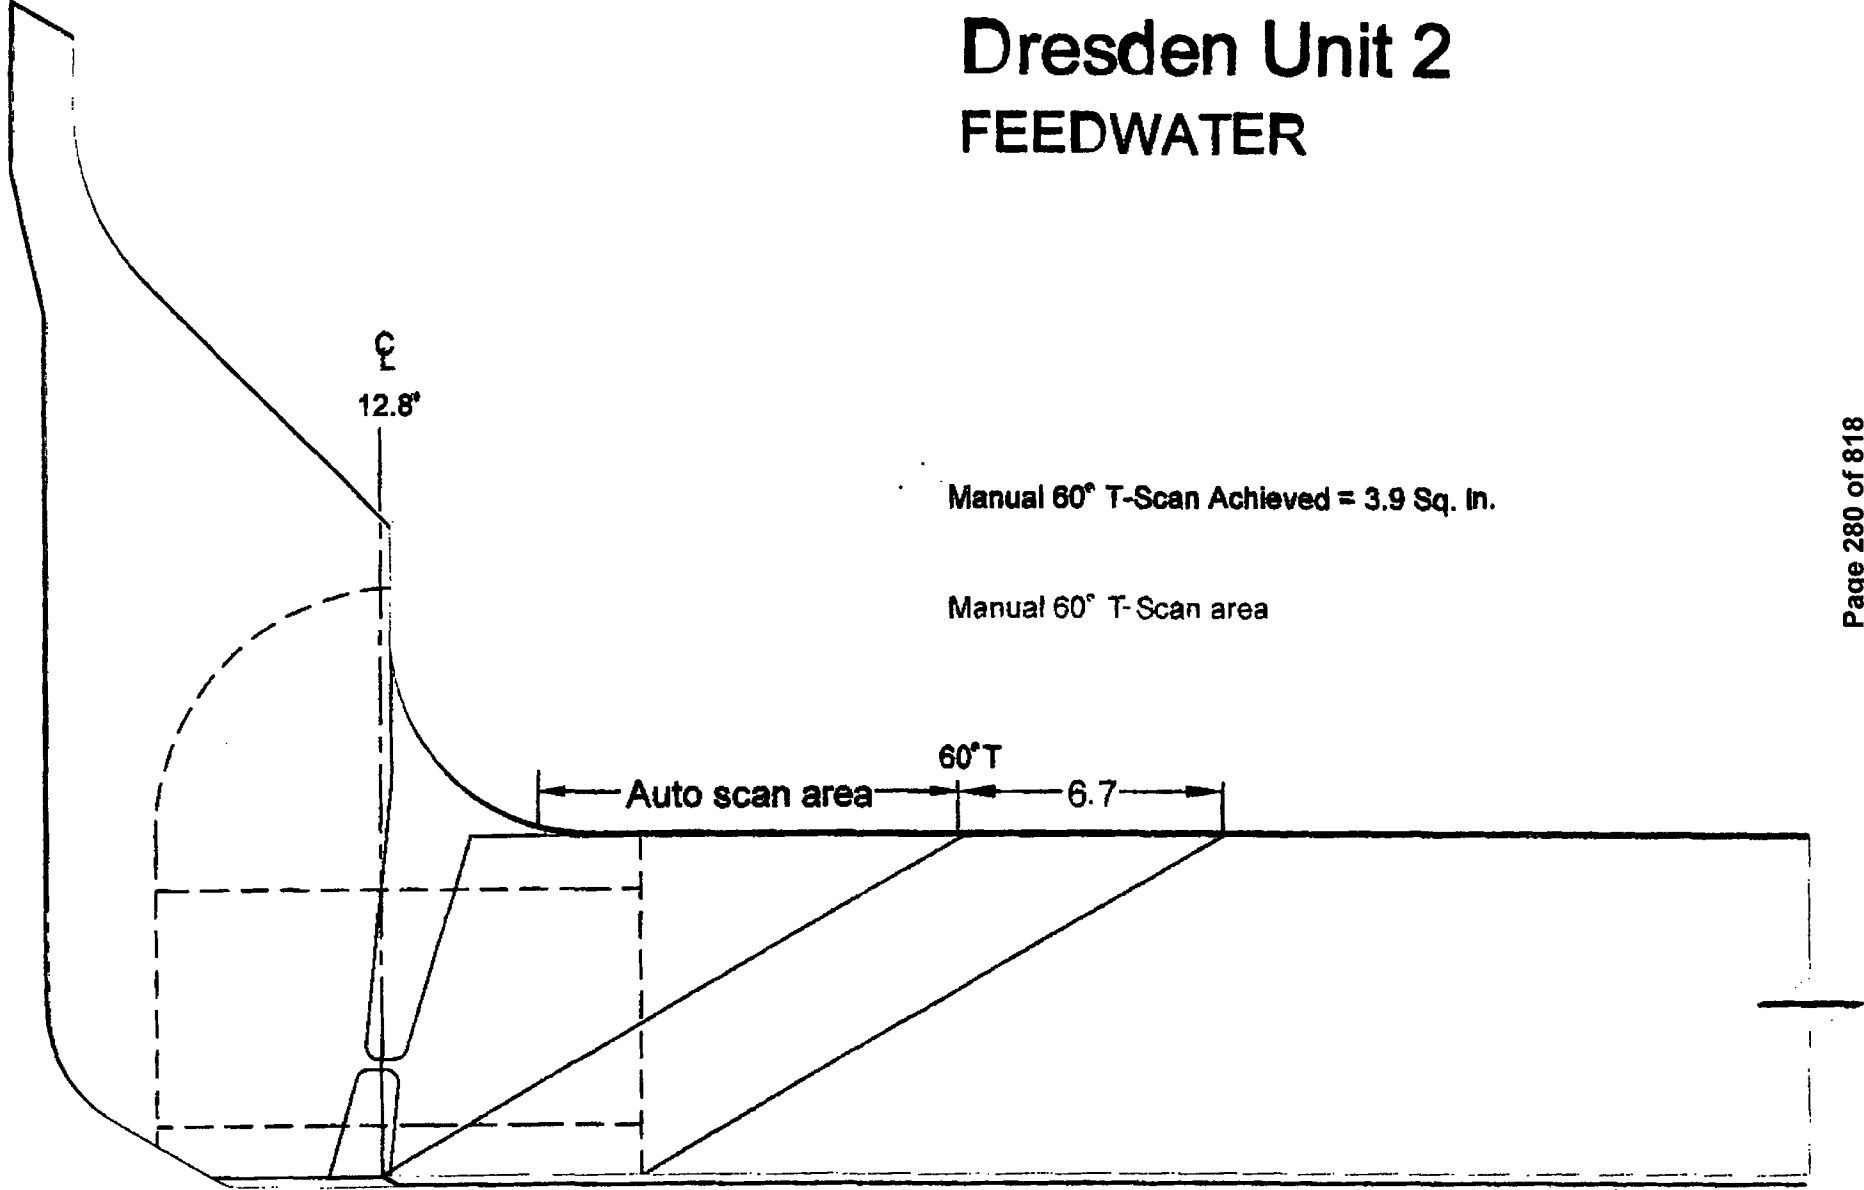 Dresden Unit 2
FEEDWATER
℄
12.8"
Manual 60° T-Scan Achieved = 3.9 Sq. In.
Manual 60° T-Scan area
60°T
Auto scan area
6.7
Page 280 of 818